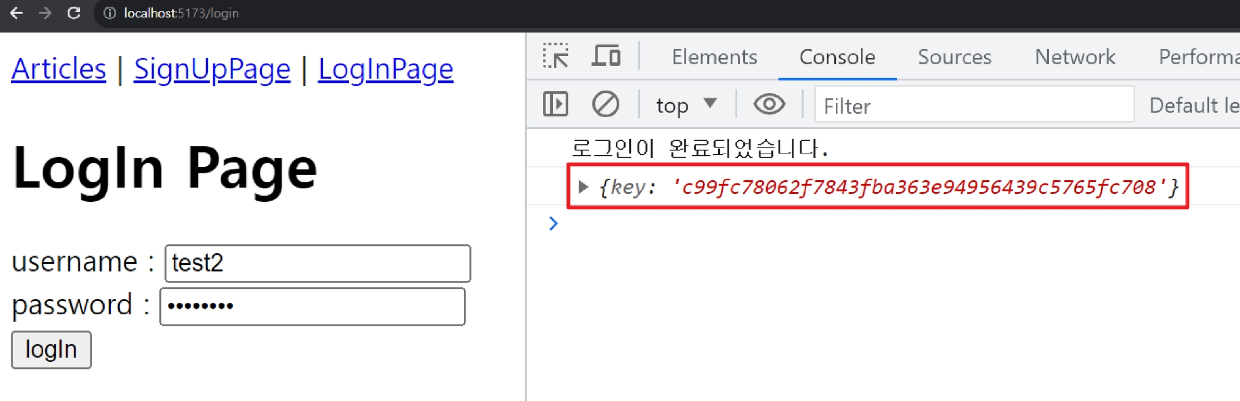 localhost:5173/login
Articles | SignUpPage | LogInPage
LogIn Page
username : test2
password : ••••••••
logIn
Elements Console Sources Network Performa
top Filter Default le
로그인이 완료되었습니다.
{key: 'c99fc78062f7843fba363e94956439c5765fc708'}